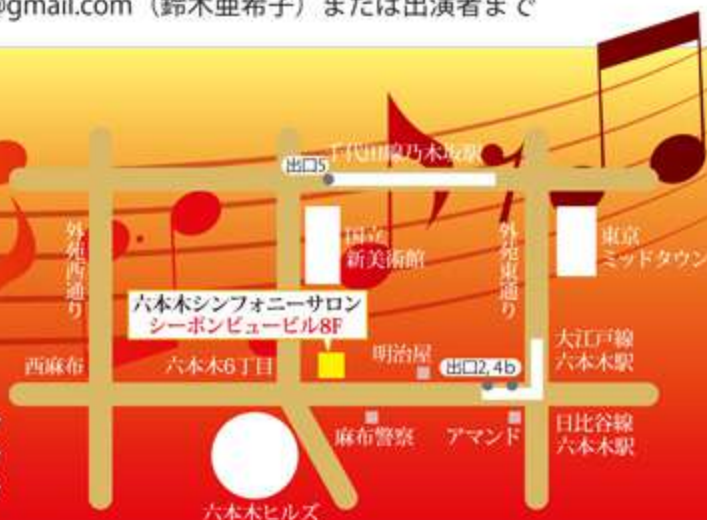 @gmail.com（鈴木亜希子）または出演者まで
千代田線乃木坂駅
出口5
外苑西通り
国立
新美術館
外苑東通り
東京
ミッドタウン
六本木シンフォニーサロン
シーボンビュービル8F
大江戸線
六本木駅
西麻布
六本木6丁目
明治屋
出口2, 4b
麻布警察
アマンド
日比谷線
六本木駅
六本木ヒルズ